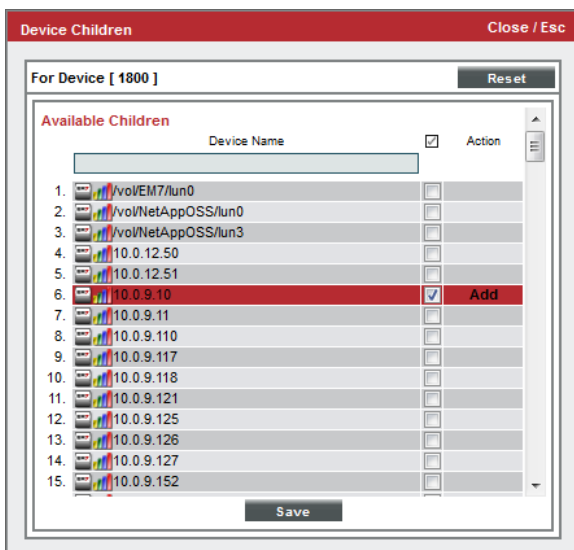 Device Children Close / Esc
For Device [ 1800 ] Reset
Available Children
Device Name Action
1. /vol/EM7/lun0
2. /vol/NetAppOSS/lun0
3. /vol/NetAppOSS/lun3
4. 10.0.12.50
5. 10.0.12.51
6. 10.0.9.10 Add
7. 10.0.9.11
8. 10.0.9.110
9. 10.0.9.117
10. 10.0.9.118
11. 10.0.9.121
12. 10.0.9.125
13. 10.0.9.126
14. 10.0.9.127
15. 10.0.9.152
Save